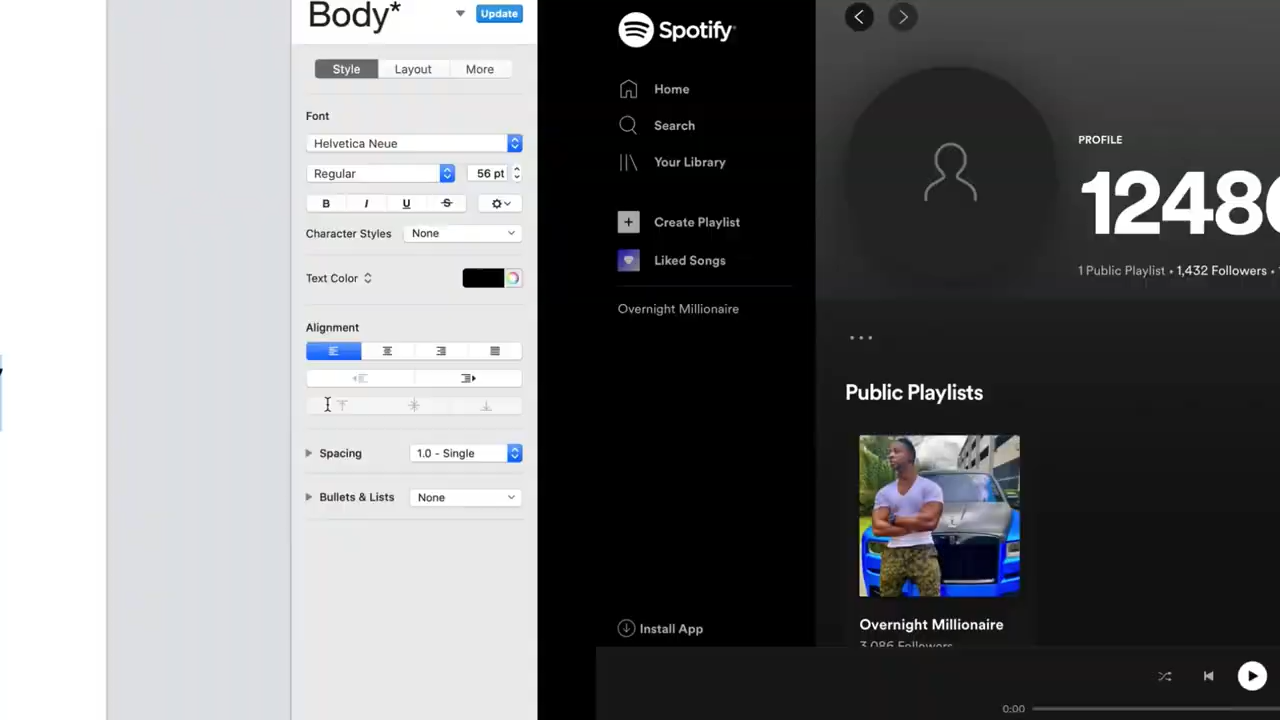 Body*
Update
Style
Layout
More
Font
Helvetica Neue
Regular
56 pt
B
I
U
S
Character Styles
None
Text Color
Alignment
Spacing
1.0 - Single
Bullets & Lists
None
Spotify
Home
Search
Your Library
Create Playlist
Liked Songs
Overnight Millionaire
Install App
PROFILE
1 Public Playlist • 1,432 Followers •
Public Playlists
Overnight Millionaire
3,086 Followers
0:00